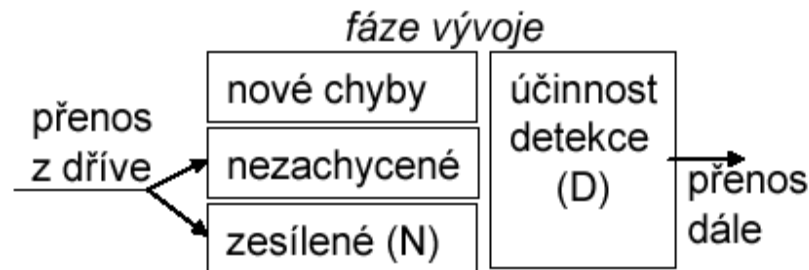 fáze vývoje
přenos
z dříve
nové chyby
nezachycené
zesílené (N)
účinnost
detekce
(D)
přenos
dále